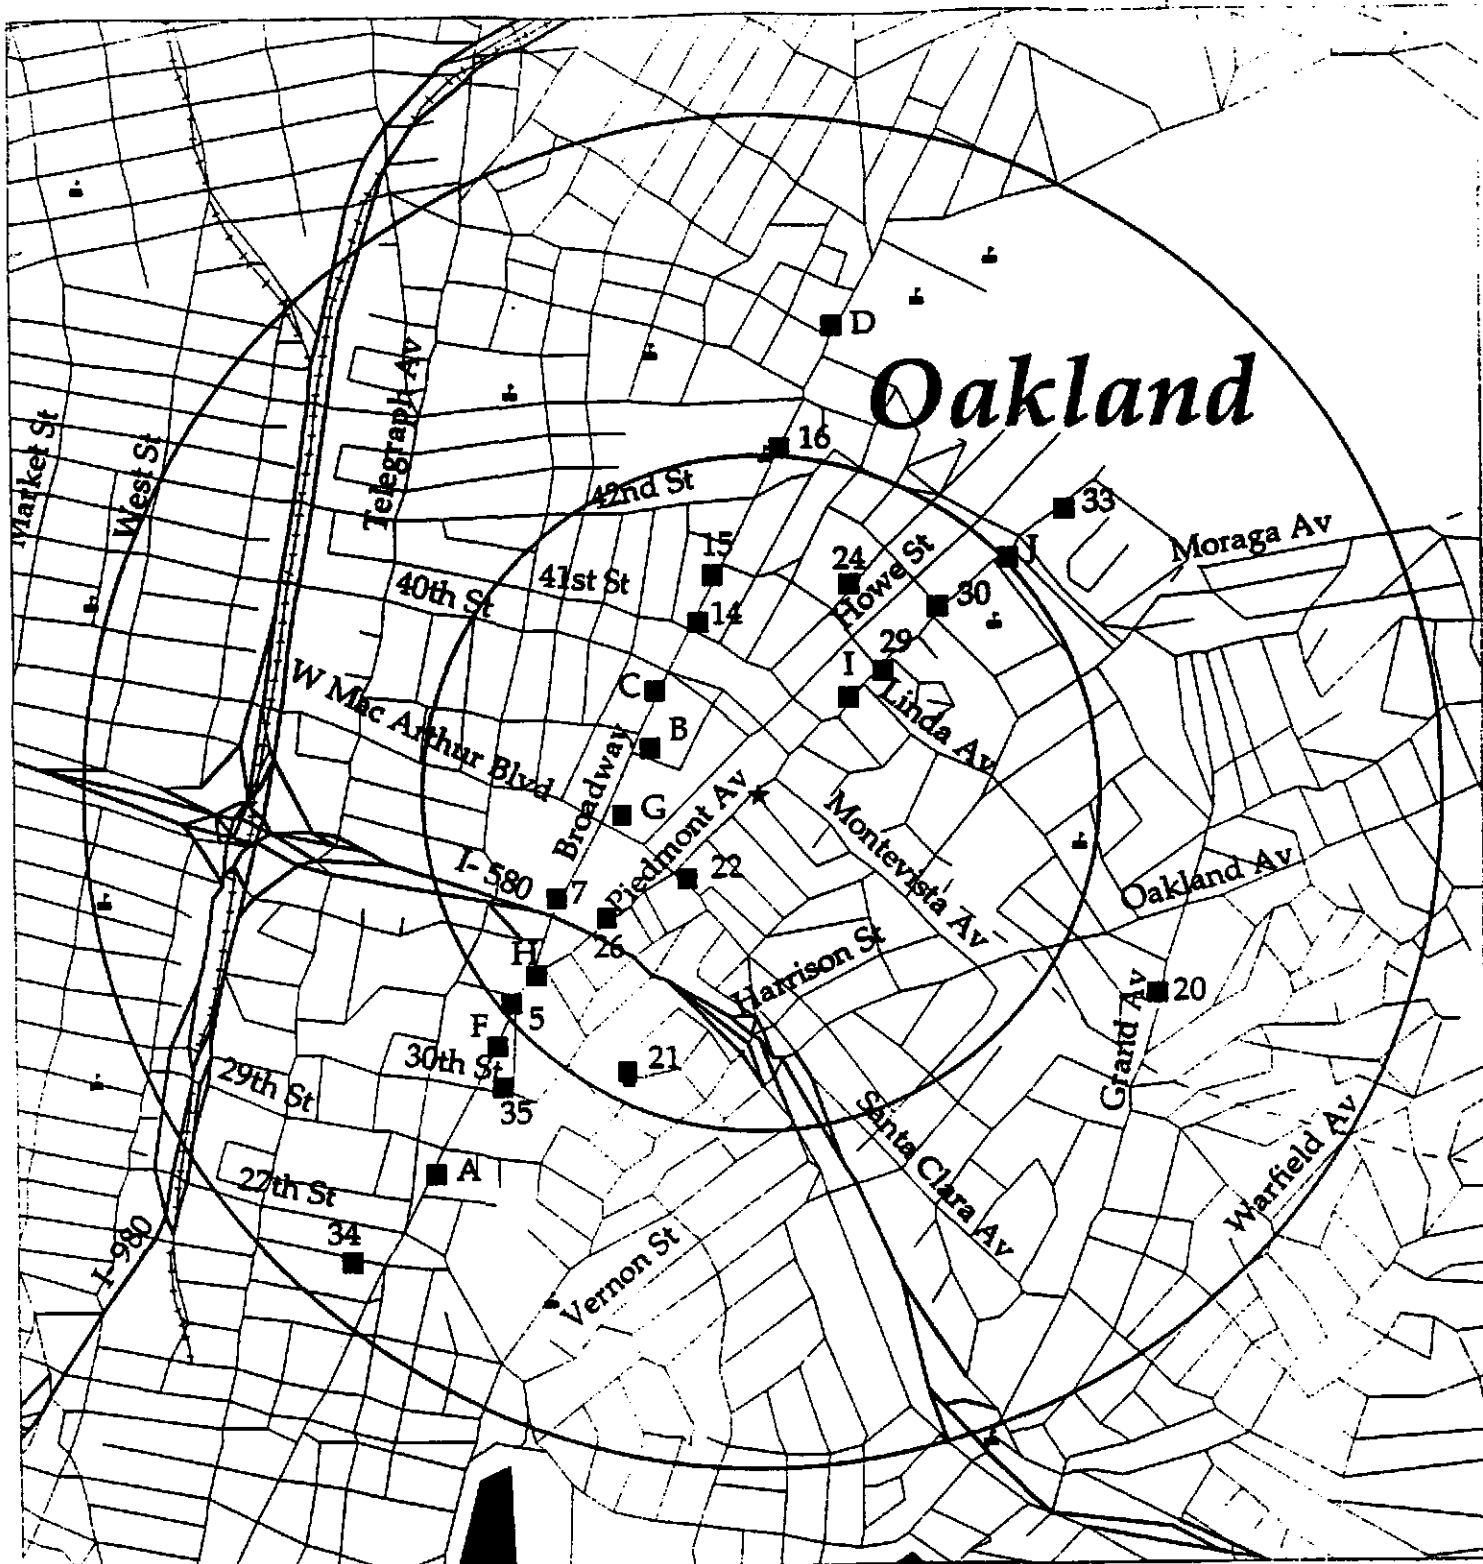 D
Oakland
Telegraph Av
Market St
West St
16
42nd St
33
Moraga Av
J
15
24
Howe St
41st St
40th St
30
14
29
I
C
Linda Av
W Mac Arthur Blvd
B
Broadway
G
Piedmont Av
Montevista Av
I-580
7
22
Oakland Av
26
H
Harrison St
20
5
F
30th St
21
Grand Av
29th St
35
Santa Clara Av
Warfield Av
A
27th St
34
I-980
Vernon St